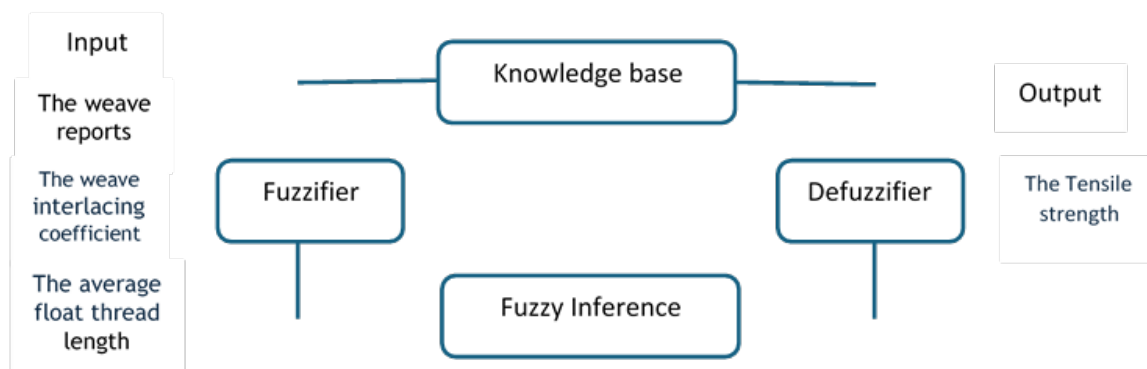 Input
The weave
reports
The weave
interlacing
coefficient
The average
float thread
length
Knowledge base
Fuzzifier
Defuzzifier
Fuzzy Inference
Output
The Tensile
strength